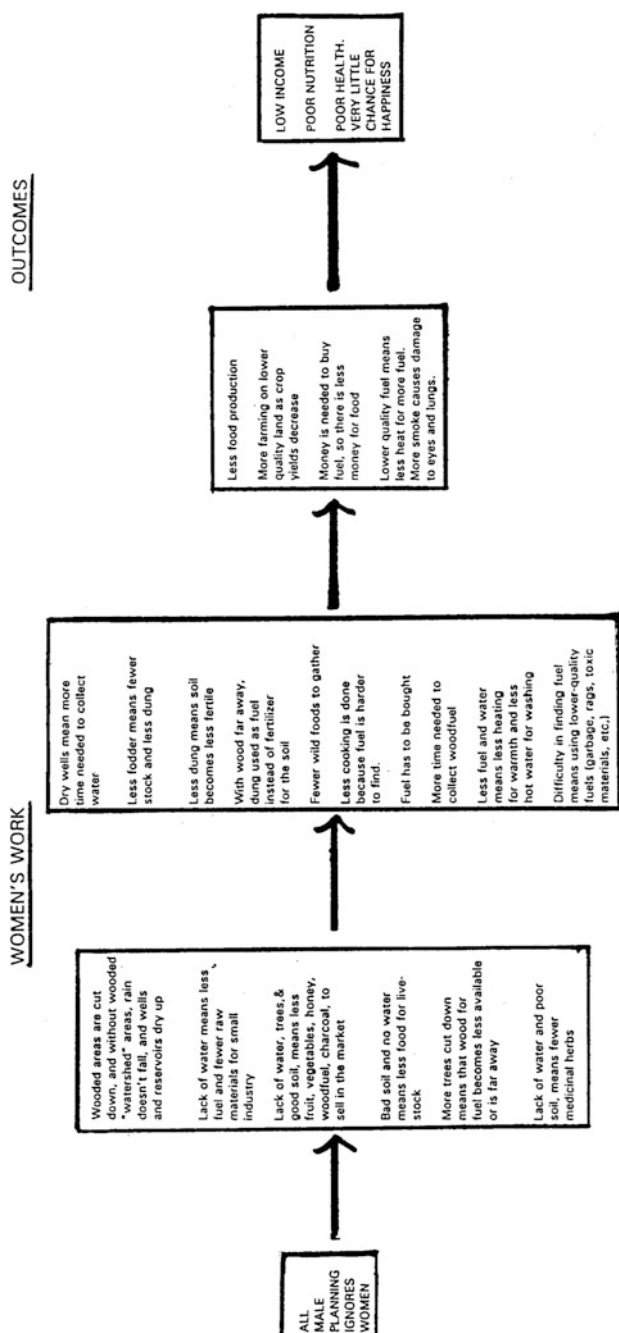 WOMEN'S WORK
OUTCOMES
ALL
MALE
PLANNING
IGNORES
WOMEN
Wooded areas are cut
down, and without wooded
"watershed" areas, rain
doesn't fall, and wells
and reservoirs dry up
Lack of water means less
fuel and fewer raw
materials for small
industry
Lack of water, trees,&
good soil, means less
fruit, vegetables, honey,
woodfuel, charcoal, to
sell in the market
Bad soil and no water
means less food for live-
stock
More trees cut down
means that wood for
fuel becomes less available
or is far away
Lack of water and poor
soil, means fewer
medicinal herbs
Dry wells mean more
time needed to collect
water
Less fodder means fewer
stock and less dung
Less dung means soil
becomes less fertile
With wood far away,
dung used as fuel
instead of fertilizer
for the soil
Fewer wild foods to gather
Less cooking is done
because fuel is harder
to find.
Fuel has to be bought
More time needed to
collect woodfuel
Less fuel and water
means less heating
for warmth and less
hot water for washing
Difficulty in finding fuel
means using lower-quality
fuels (garbage, rags, toxic
materials, etc.)
Less food production
More farming on lower
quality land as crop
yields decrease
Money is needed to buy
fuel, so there is less
money for food
Lower quality fuel means
less heat for more fuel.
More smoke causes damage
to eyes and lungs.
LOW INCOME
POOR NUTRITION
POOR HEALTH.
VERY LITTLE
CHANCE FOR
HAPPINESS